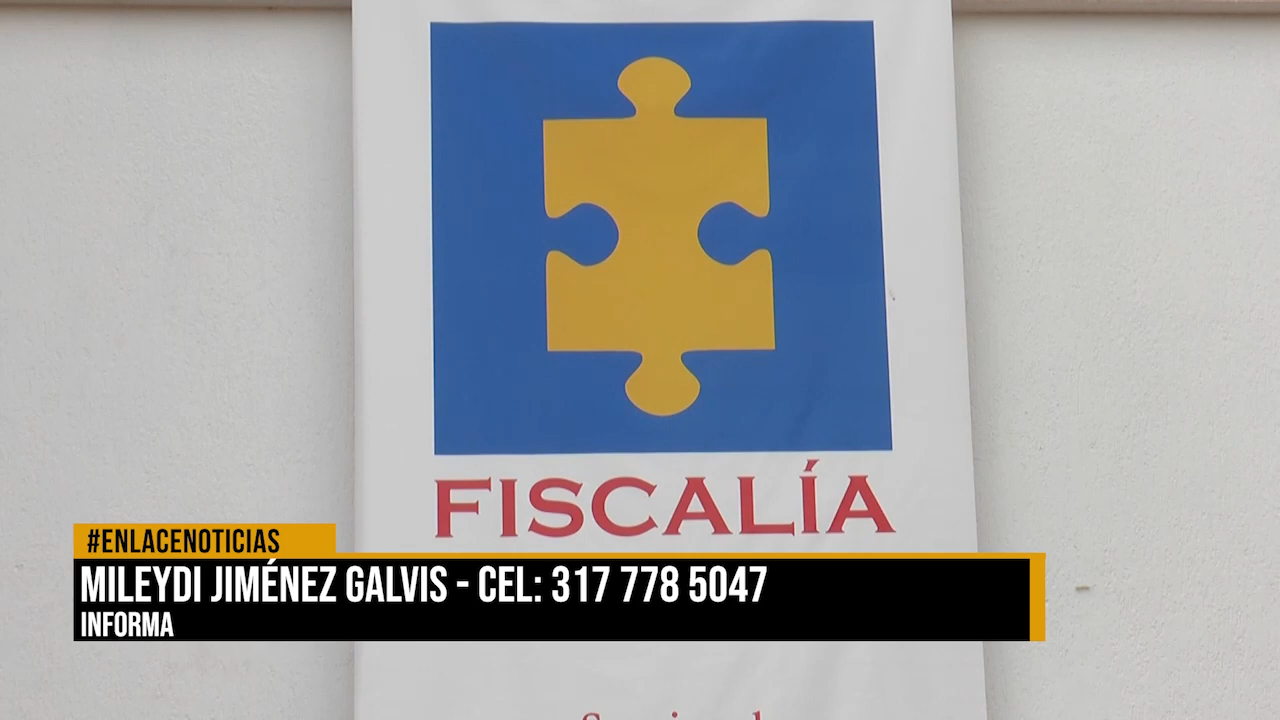 FISCALÍA
#ENLACENOTICIAS
MILEYDI JIMÉNEZ GALVIS - CEL: 317 778 5047
INFORMA